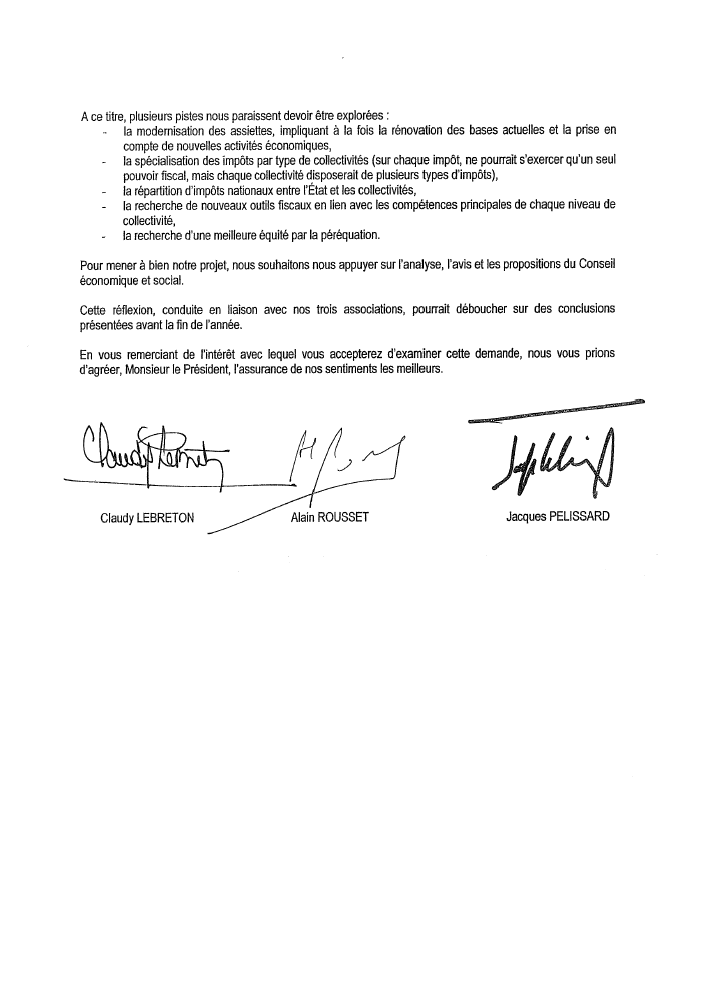 A ce titre, plusieurs pistes nous paraissent devoir être explorées :
- la modernisation des assiettes, impliquant à la fois la rénovation des bases actuelles et la prise en
compte de nouvelles activités économiques,
- la spécialisation des impôts par type de collectivités (sur chaque impôt, ne pourrait s'exercer qu'un seul
pouvoir fiscal, mais chaque collectivité disposerait de plusieurs types d'impôts),
- la répartition d'impôts nationaux entre l'État et les collectivités,
- la recherche de nouveaux outils fiscaux en lien avec les compétences principales de chaque niveau de
collectivité,
- la recherche d'une meilleure équité par la péréquation.
Pour mener à bien notre projet, nous souhaitons nous appuyer sur l'analyse, l'avis et les propositions du Conseil
économique et social.
Cette réflexion, conduite en liaison avec nos trois associations, pourrait déboucher sur des conclusions
présentées avant la fin de l'année.
En vous remerciant de l'intérêt avec lequel vous accepterez d'examiner cette demande, nous vous prions
d'agréer, Monsieur le Président, l'assurance de nos sentiments les meilleurs.
Claudy LEBRETON Alain ROUSSET Jacques PELISSARD